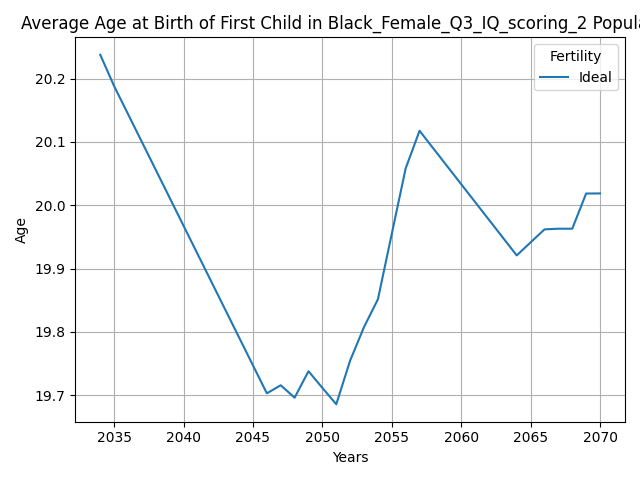 Average Age at Birth of First Child in Black_Female_Q3_IQ_scoring_2 Popula
Fertility
Ideal
20.2
20.1
20.0
19.9
19.8
19.7
Age
2035 2040 2045 2050 2055 2060 2065 2070
Years